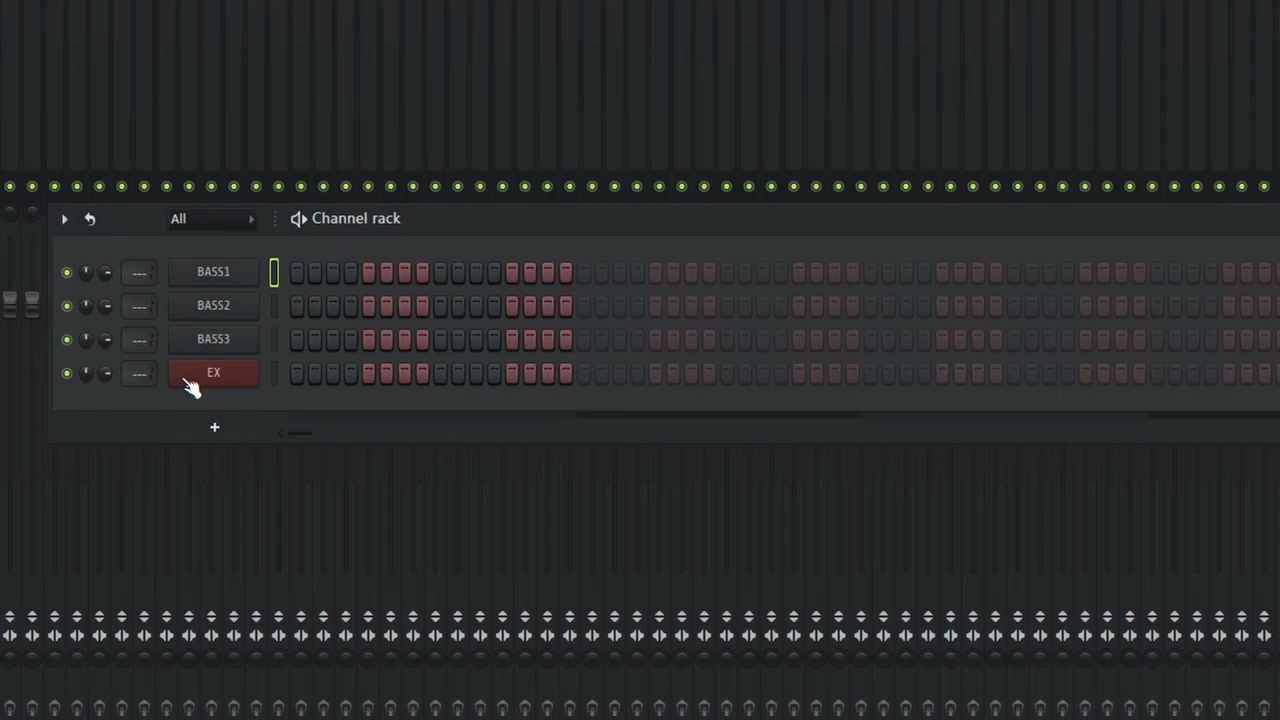 All
Channel rack
--- BASS1
--- BASS2
--- BASS3
--- EX
+